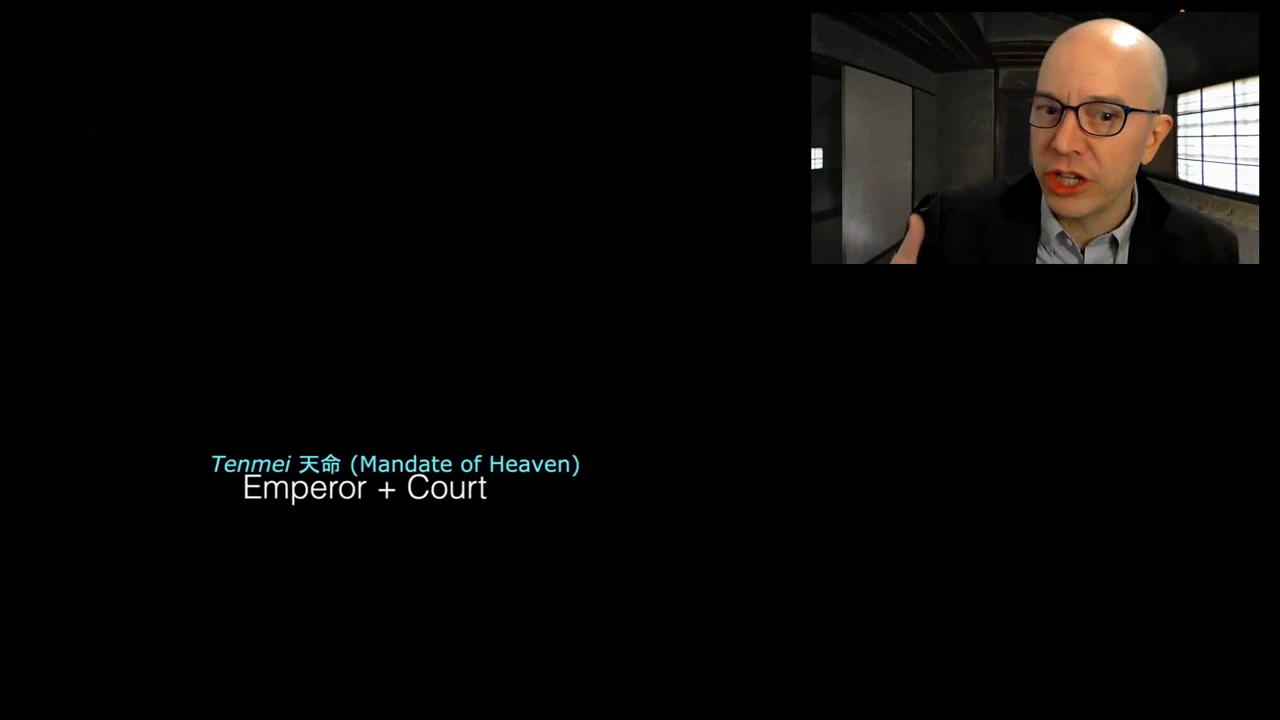 Tenmei 天命 (Mandate of Heaven)
Emperor + Court